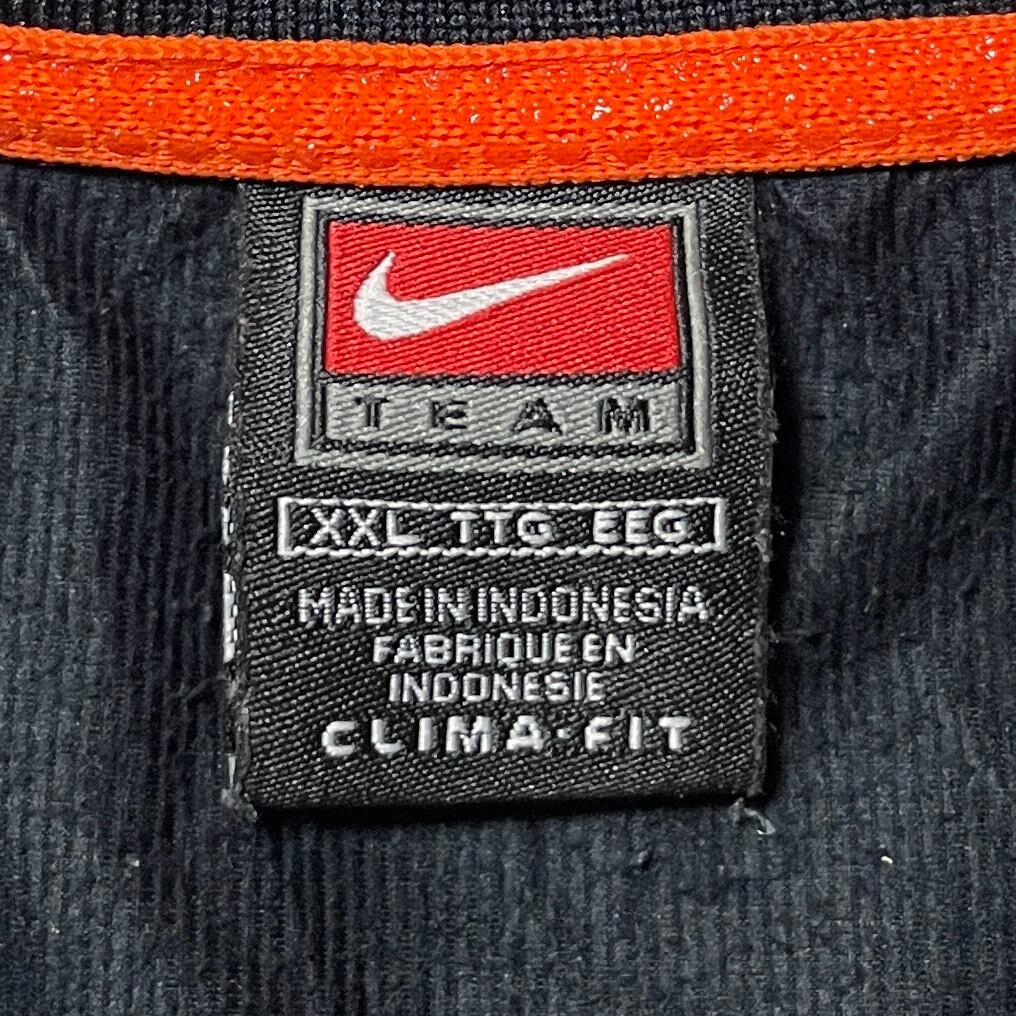 TEAM
XXL TTG EEG
MADE IN INDONESIA
FABRIQUE EN
INDONESIE
CLIMA·FIT